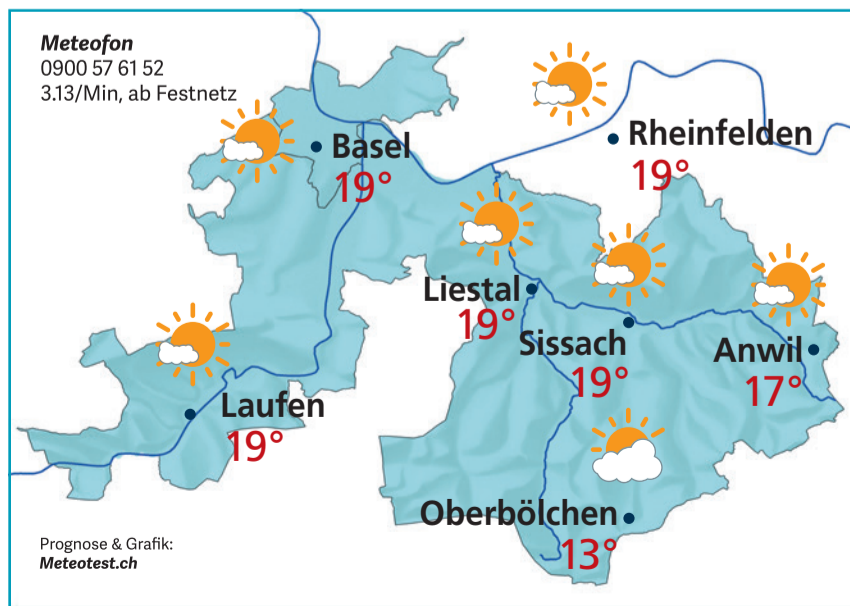 Meteofon
0900 57 61 52
3.13/Min, ab Festnetz
Basel
19°
Rheinfelden
19°
Liestal
19°
Sissach
19°
Anwil
17°
Laufen
19°
Oberbölchen
13°
Prognose & Grafik:
Meteotest.ch